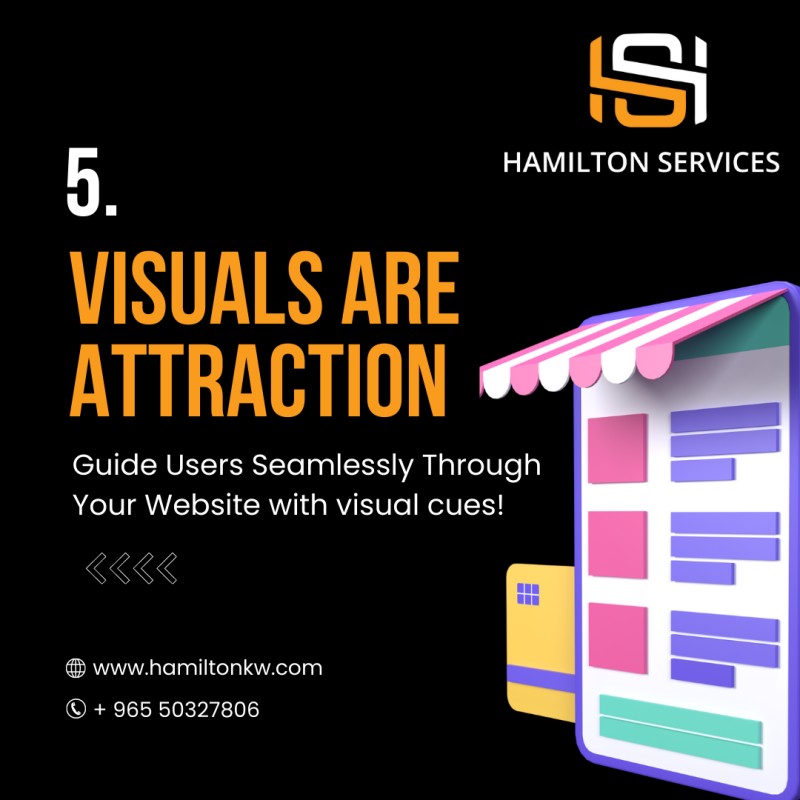 HAMILTON SERVICES
5.
VISUALS ARE
ATTRACTION
Guide Users Seamlessly Through
Your Website with visual cues!
www.hamiltonkw.com
+ 965 50327806